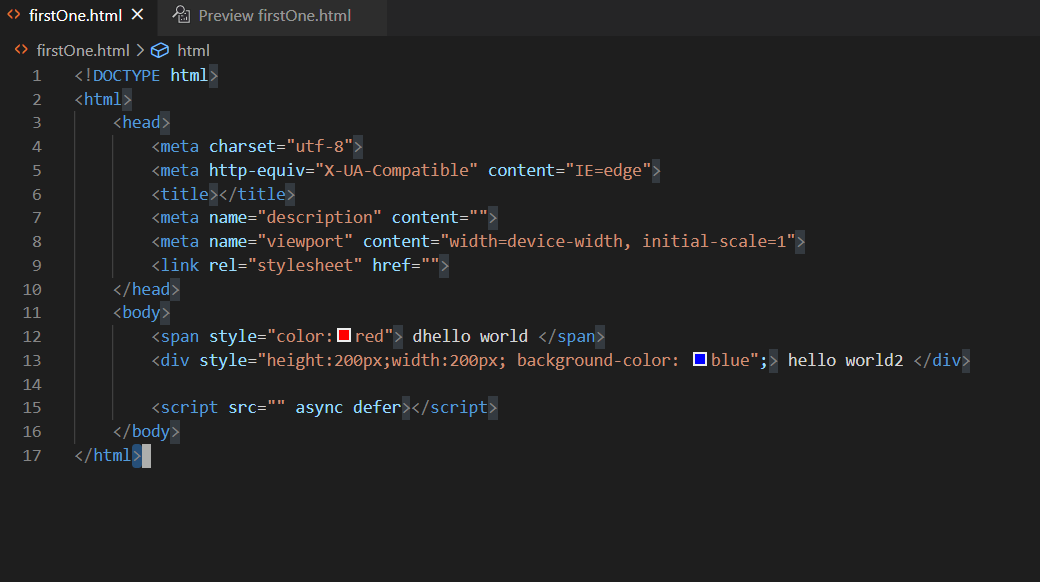 firstOne.html Preview firstOne.html
firstOne.html > html
1 <!DOCTYPE html>
2 <html>
3     <head>
4         <meta charset="utf-8">
5         <meta http-equiv="X-UA-Compatible" content="IE=edge">
6         <title></title>
7         <meta name="description" content="">
8         <meta name="viewport" content="width=device-width, initial-scale=1">
9         <link rel="stylesheet" href="">
10     </head>
11     <body>
12         <span style="color:red"> dhello world </span>
13         <div style="height:200px;width:200px; background-color: blue";> hello world2 </div>
14
15         <script src="" async defer></script>
16     </body>
17 </html>